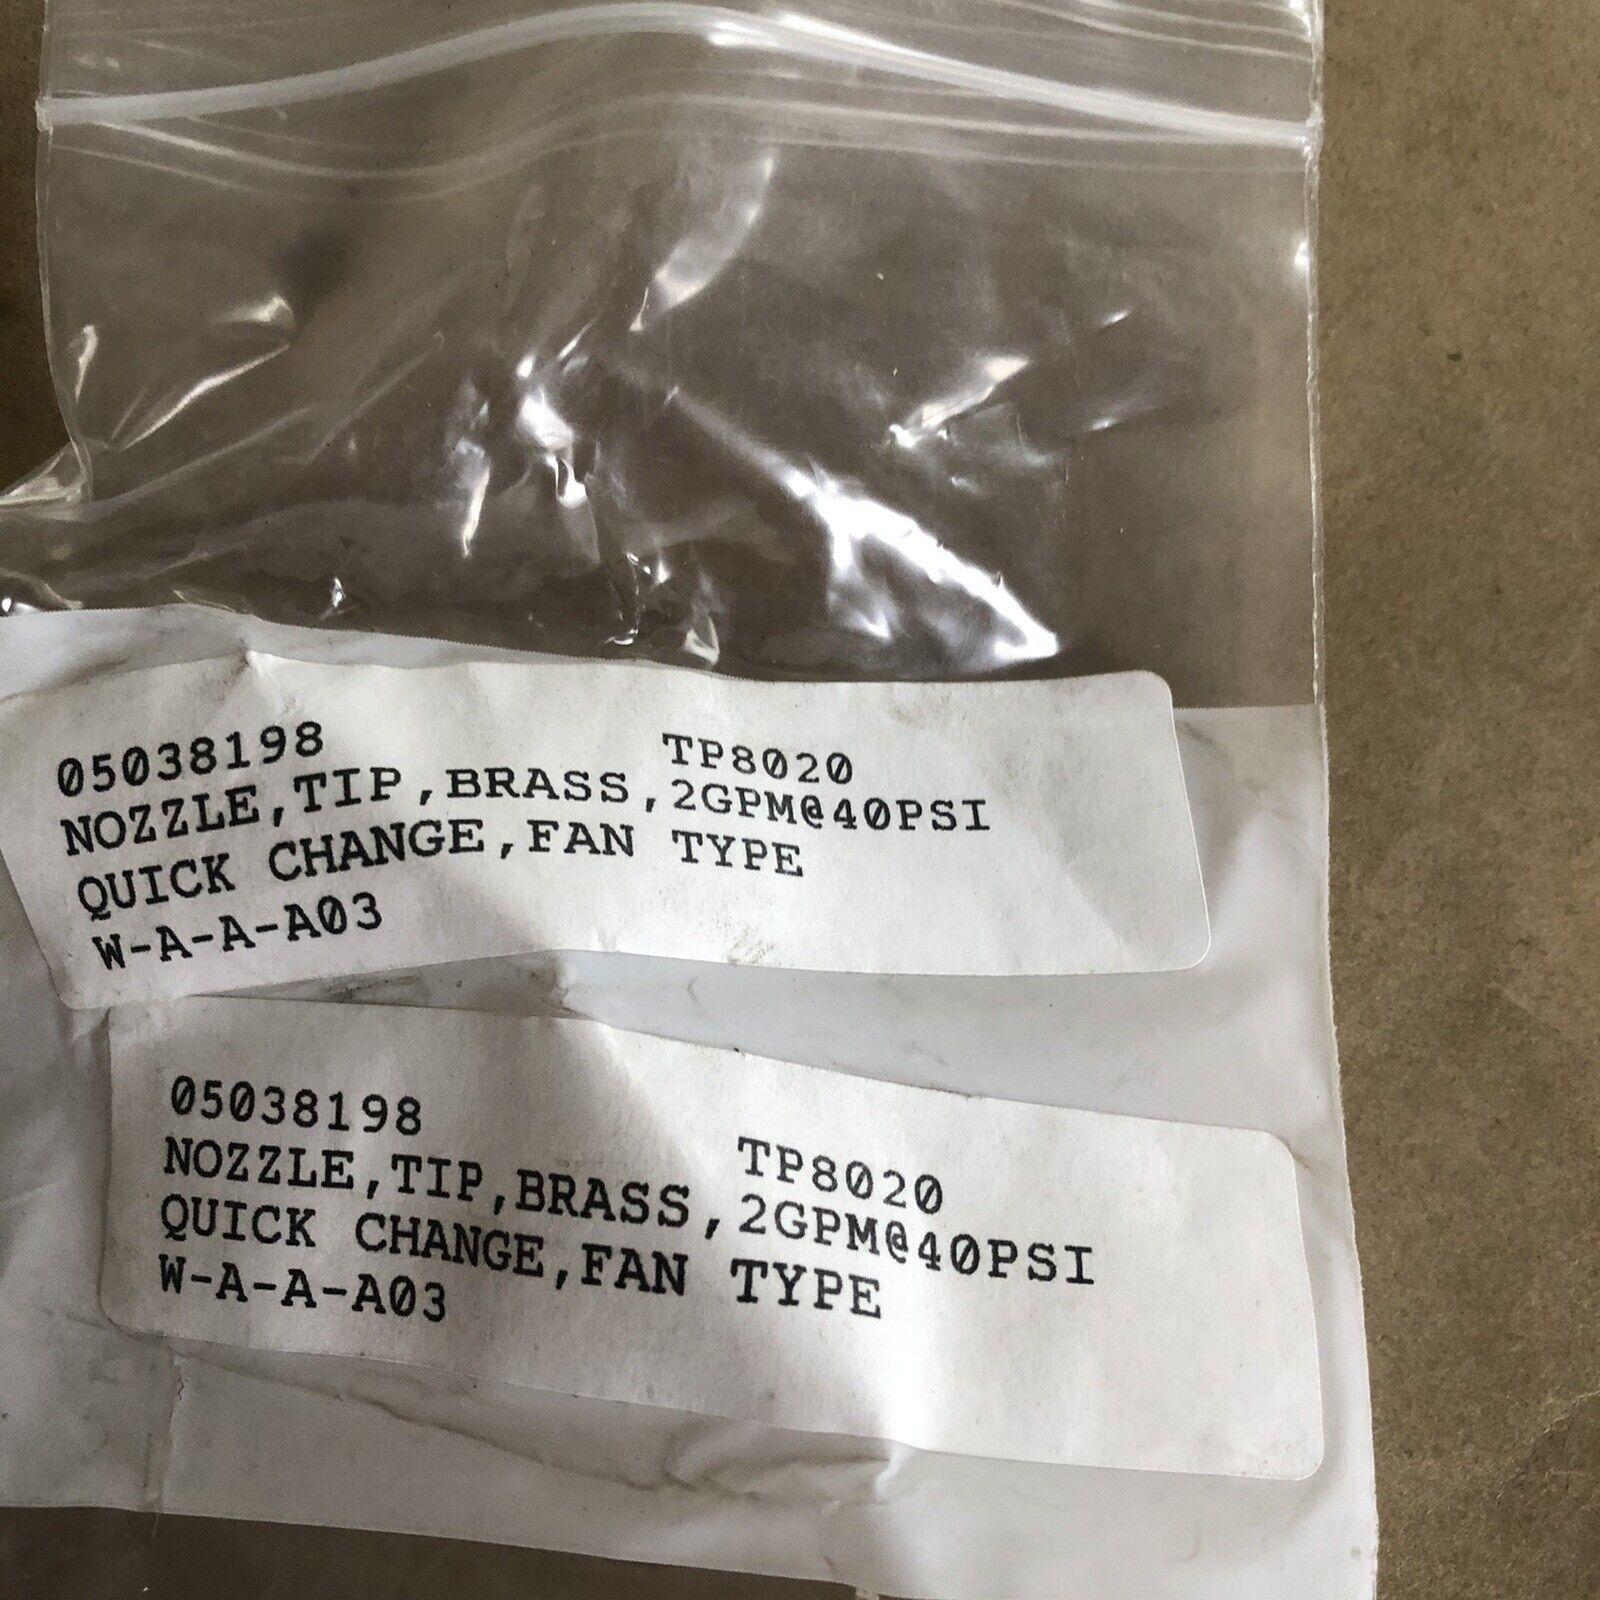 05038198 TP8020
NOZZLE,TIP,BRASS,2GPM@40PSI
QUICK CHANGE,FAN TYPE
W-A-A-A03
05038198 TP8020
NOZZLE,TIP,BRASS,2GPM@40PSI
QUICK CHANGE,FAN TYPE
W-A-A-A03